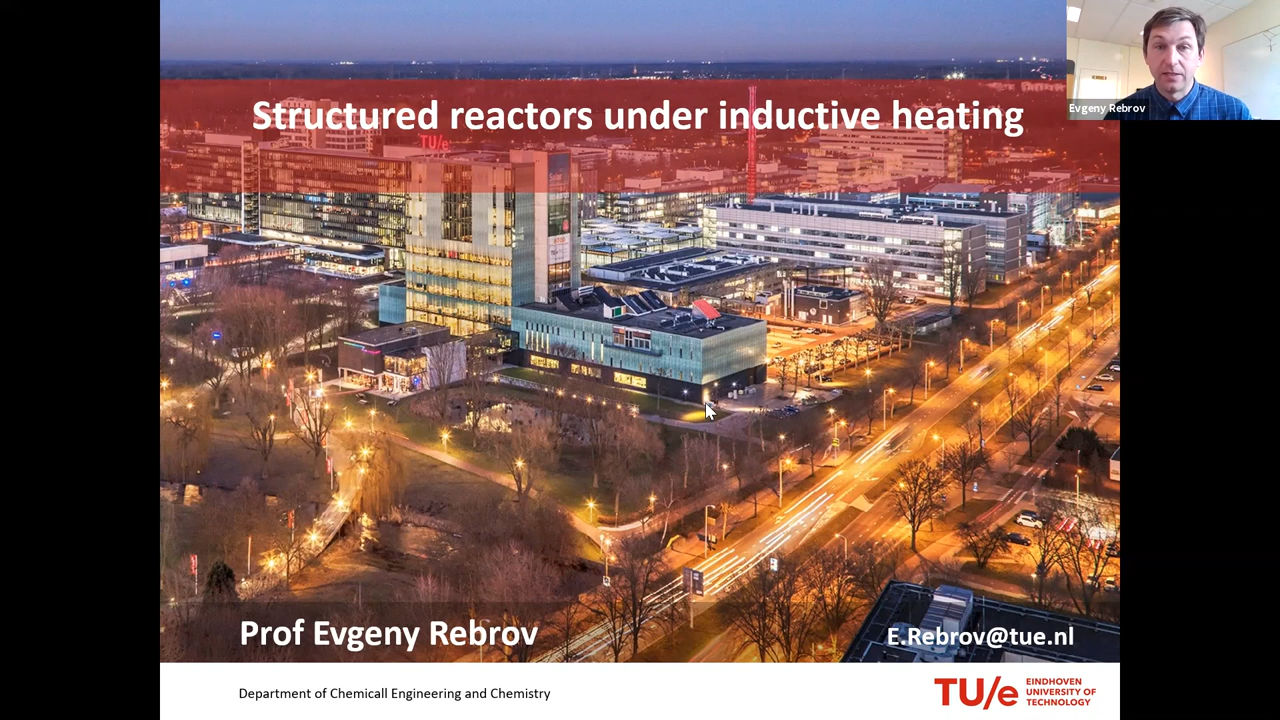 Structured reactors under inductive heating
Evgeny Rebrov
TU/e
Prof Evgeny Rebrov
E.Rebrov@tue.nl
Department of Chemicall Engineering and Chemistry
TU/e EINDHOVEN
UNIVERSITY OF
TECHNOLOGY